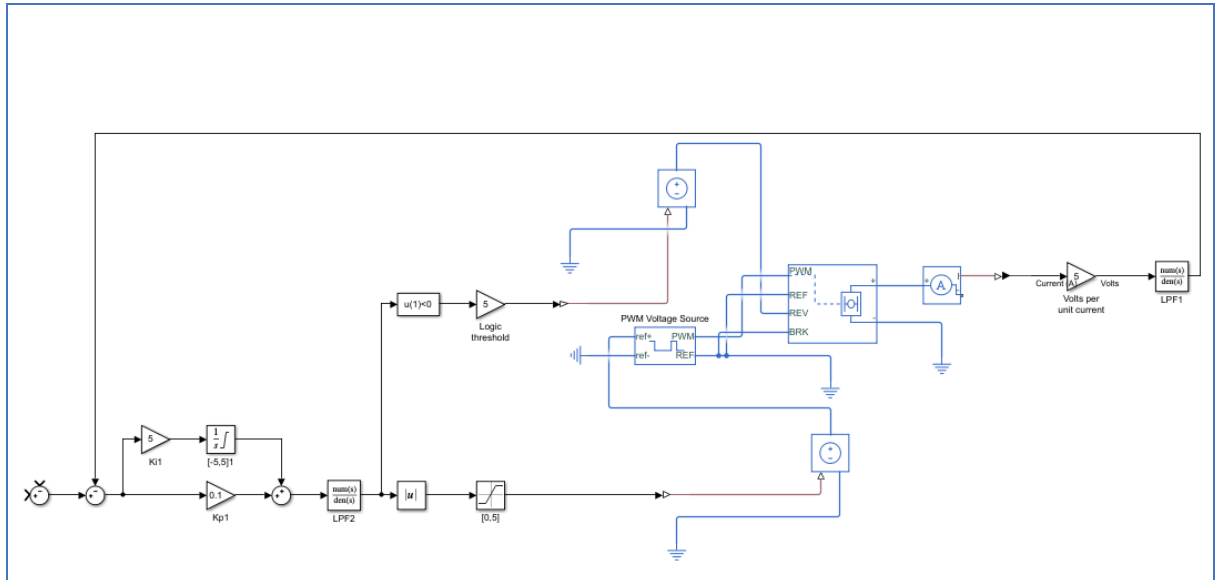 u(1)<0
5
Logic
threshold
PWM
REF
REV
BRK
A
5
Current (A)
Volts
Volts per
unit current
num(s)
den(s)
LPF1
PWM Voltage Source
ref+
PWM
ref-
REF
5
Ki1
1
s
[-5,5]1
0.1
Kp1
num(s)
den(s)
LPF2
|u|
[0,5]